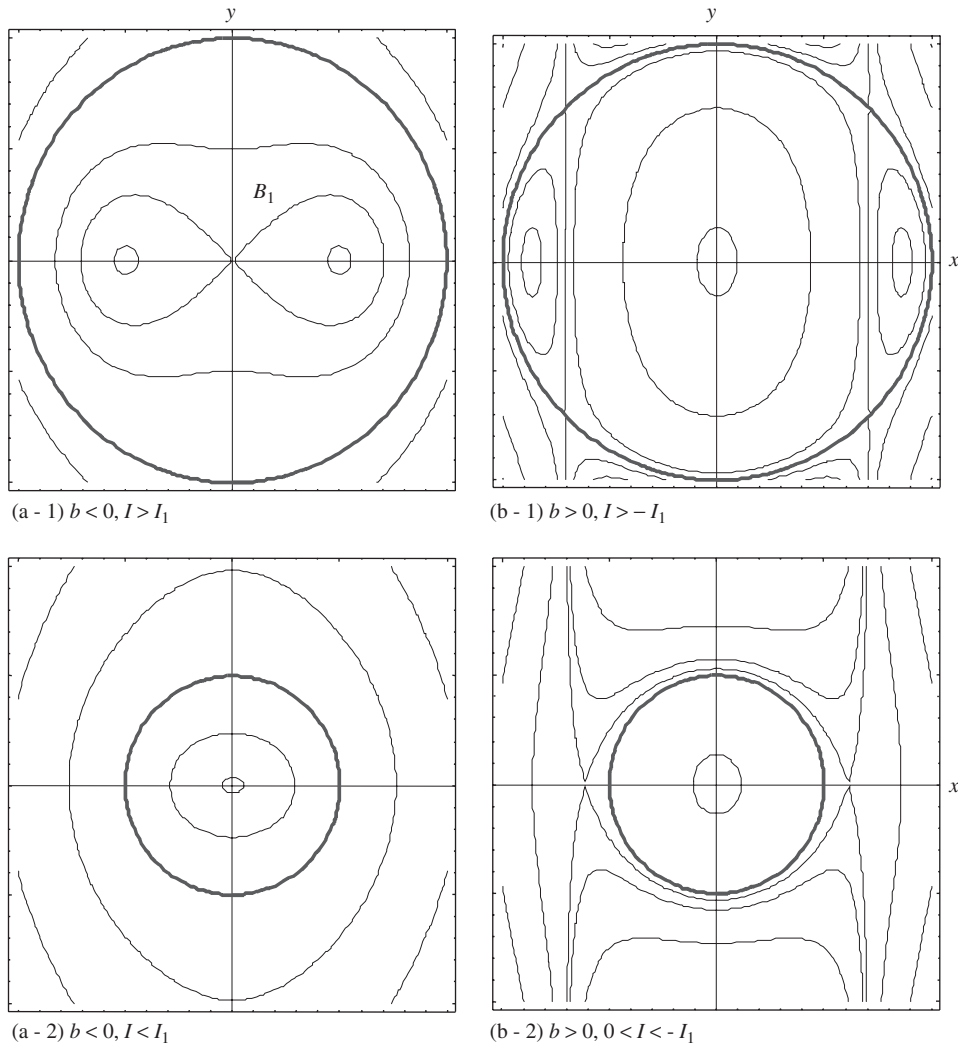 y
y
B₁
x
(a - 1) b < 0, I > I₁
(b - 1) b > 0, I > – I₁
x
(a - 2) b < 0, I < I₁
(b - 2) b > 0, 0 < I < - I₁